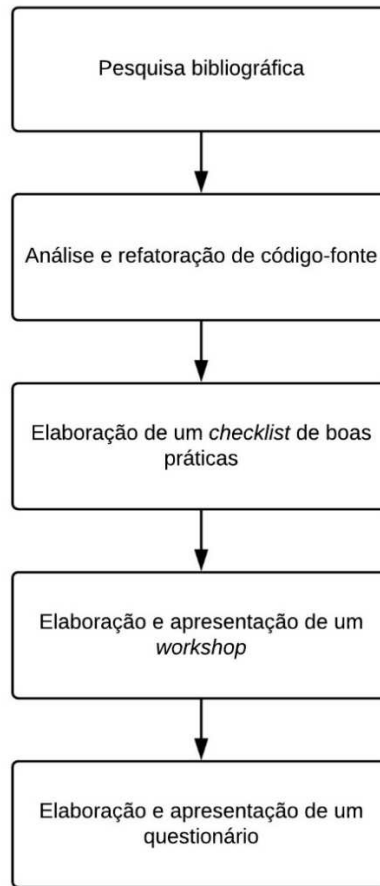 Pesquisa bibliográfica
Análise e refatoração de código-fonte
Elaboração de um checklist de boas
práticas
Elaboração e apresentação de um
workshop
Elaboração e apresentação de um
questionário